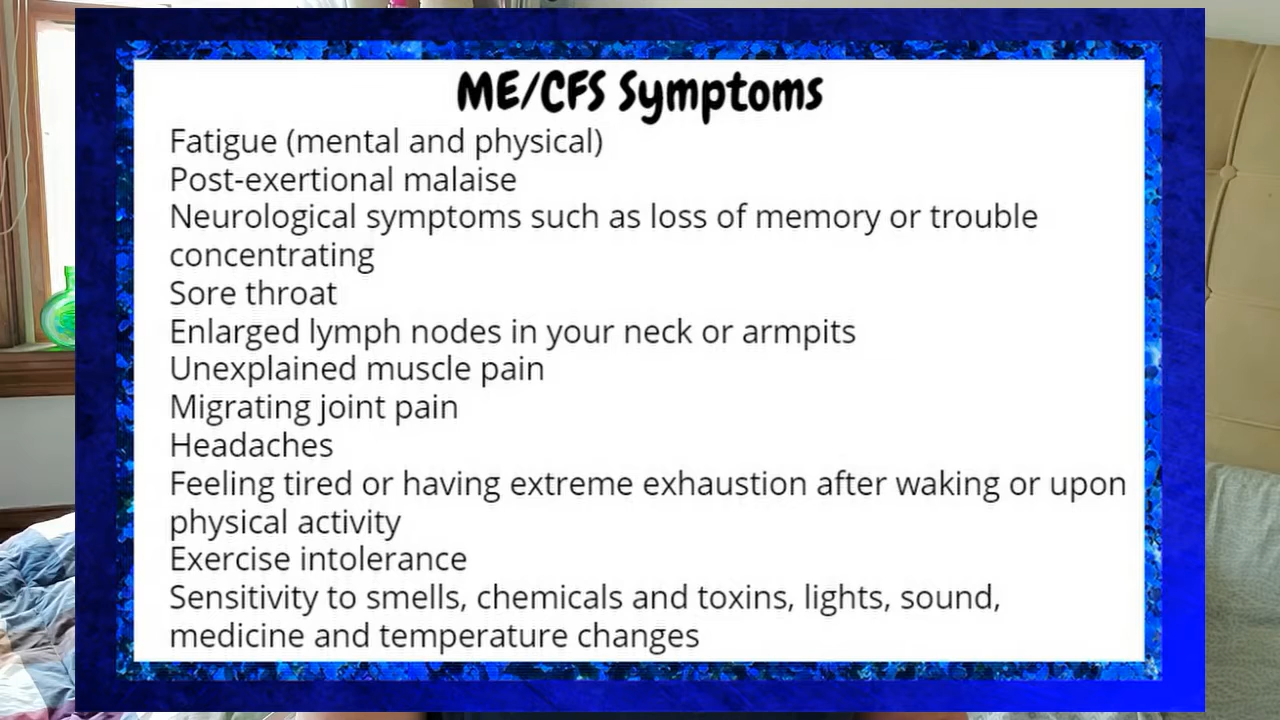 ME/CFS Symptoms
Fatigue (mental and physical)
Post-exertional malaise
Neurological symptoms such as loss of memory or trouble
concentrating
Sore throat
Enlarged lymph nodes in your neck or armpits
Unexplained muscle pain
Migrating joint pain
Headaches
Feeling tired or having extreme exhaustion after waking or upon
physical activity
Exercise intolerance
Sensitivity to smells, chemicals and toxins, lights, sound,
medicine and temperature changes